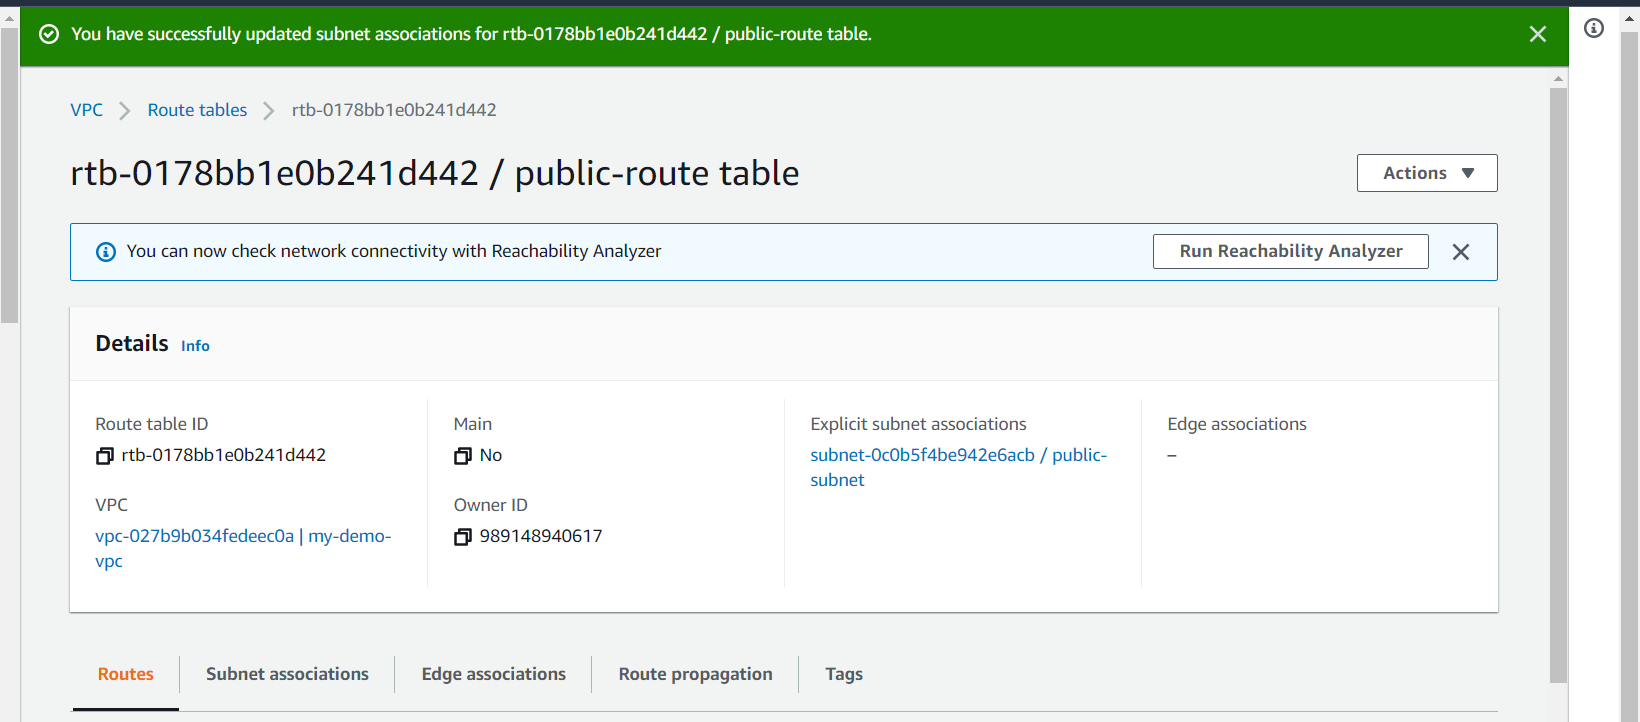 You have successfully updated subnet associations for rtb-0178bb1e0b241d442 / public-route table.
VPC Route tables rtb-0178bb1e0b241d442
rtb-0178bb1e0b241d442 / public-route table
Actions
You can now check network connectivity with Reachability Analyzer
Run Reachability Analyzer
Details Info
Route table ID
rtb-0178bb1e0b241d442
VPC
vpc-027b9b034fedeec0a | my-demo-
vpc
Main
No
Owner ID
989148940617
Explicit subnet associations
subnet-0c0b5f4be942e6acb / public-
subnet
Edge associations
–
Routes Subnet associations Edge associations Route propagation Tags